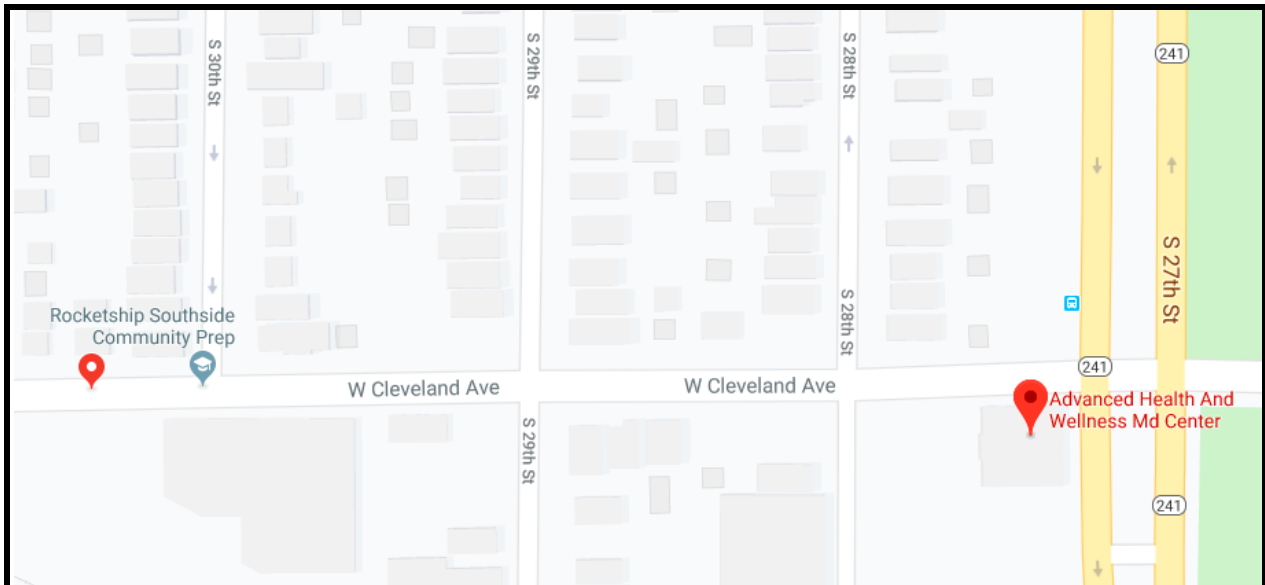 S 30th St
S 29th St
S 28th St
241
S 27th St
S 28th St
Rocketship Southside
Community Prep
241
W Cleveland Ave
W Cleveland Ave
Advanced Health And
Wellness Md Center
S 29th St
241